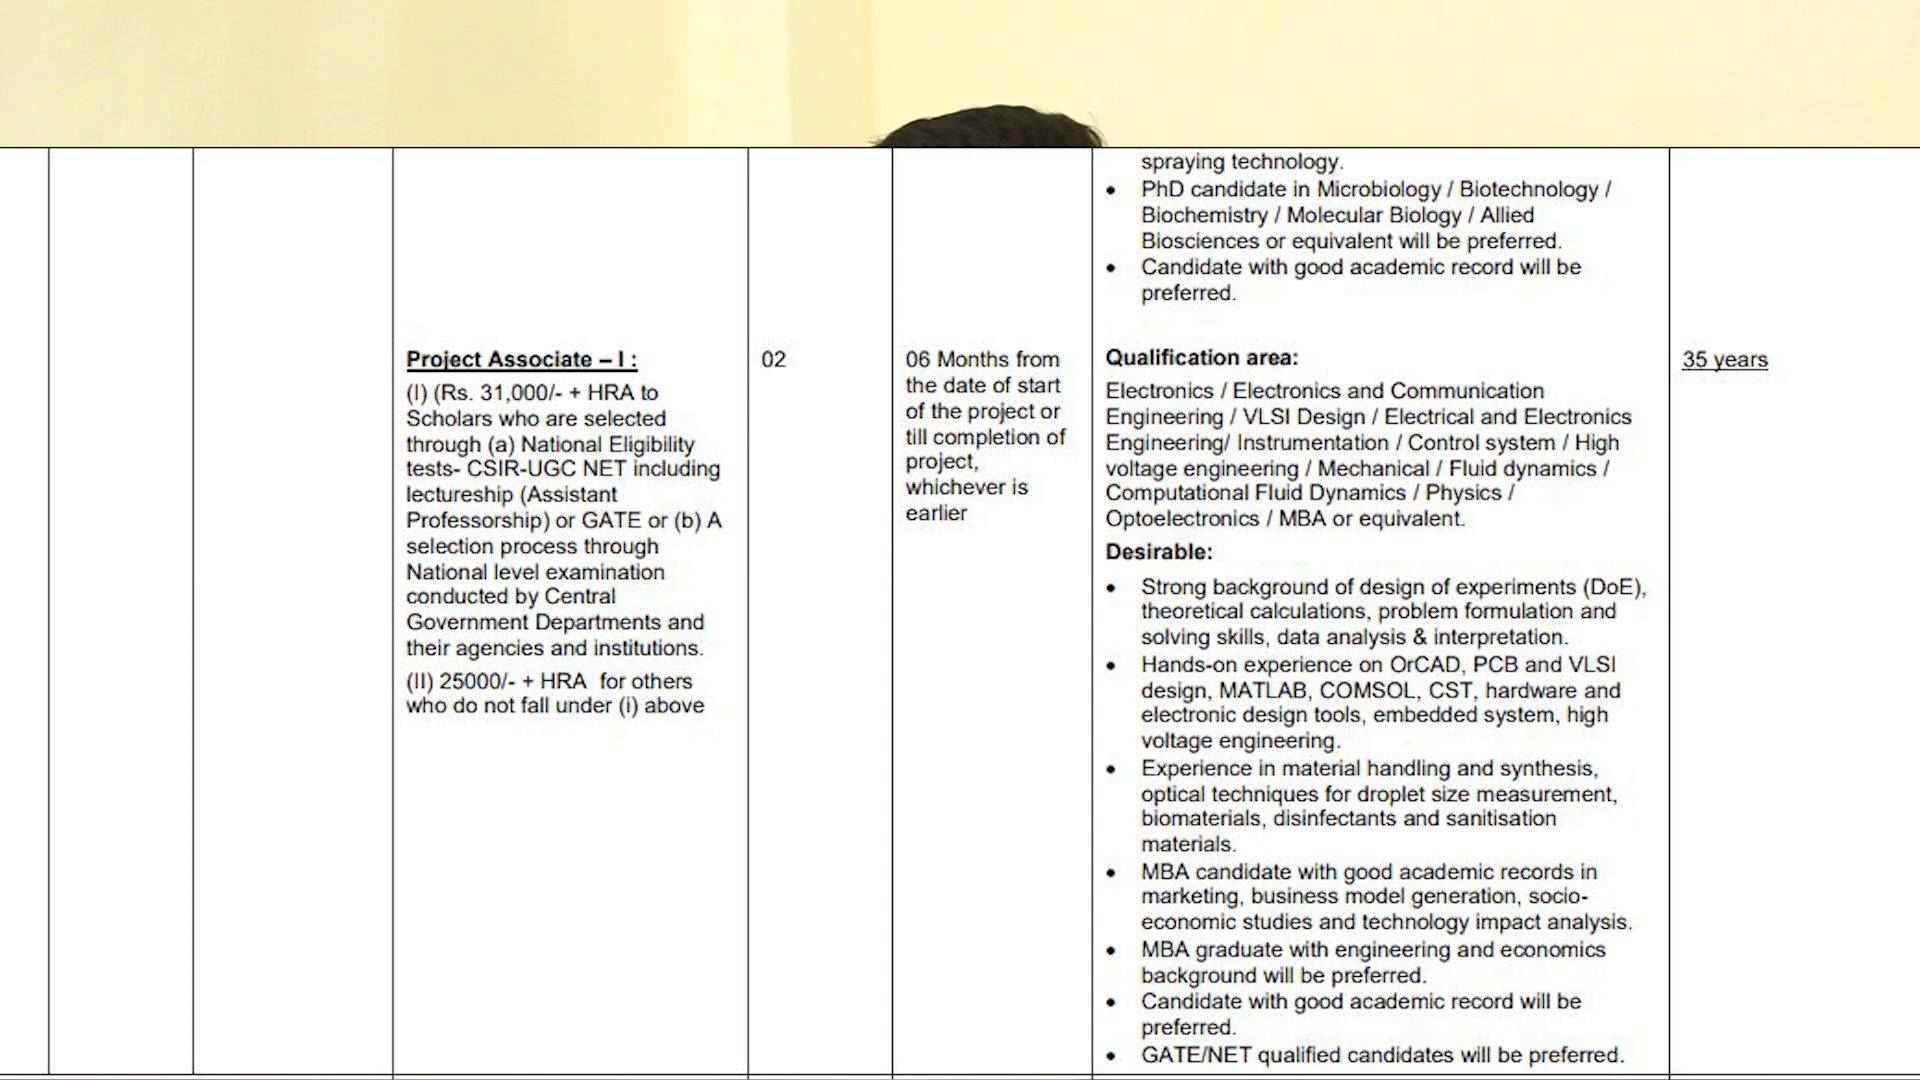 spraying technology.
• PhD candidate in Microbiology / Biotechnology /
Biochemistry / Molecular Biology / Allied
Biosciences or equivalent will be preferred.
• Candidate with good academic record will be
preferred.
Project Associate – I :
(I) (Rs. 31,000/- + HRA to
Scholars who are selected
through (a) National Eligibility
tests- CSIR-UGC NET including
lectureship (Assistant
Professorship) or GATE or (b) A
selection process through
National level examination
conducted by Central
Government Departments and
their agencies and institutions.
(II) 25000/- + HRA for others
who do not fall under (i) above
02
06 Months from
the date of start
of the project or
till completion of
project,
whichever is
earlier
Qualification area:
Electronics / Electronics and Communication
Engineering / VLSI Design / Electrical and Electronics
Engineering/ Instrumentation / Control system / High
voltage engineering / Mechanical / Fluid dynamics /
Computational Fluid Dynamics / Physics /
Optoelectronics / MBA or equivalent.
Desirable:
• Strong background of design of experiments (DoE),
theoretical calculations, problem formulation and
solving skills, data analysis & interpretation.
• Hands-on experience on OrCAD, PCB and VLSI
design, MATLAB, COMSOL, CST, hardware and
electronic design tools, embedded system, high
voltage engineering.
• Experience in material handling and synthesis,
optical techniques for droplet size measurement,
biomaterials, disinfectants and sanitisation
materials.
• MBA candidate with good academic records in
marketing, business model generation, socio-
economic studies and technology impact analysis.
• MBA graduate with engineering and economics
background will be preferred.
• Candidate with good academic record will be
preferred.
• GATE/NET qualified candidates will be preferred.
35 years